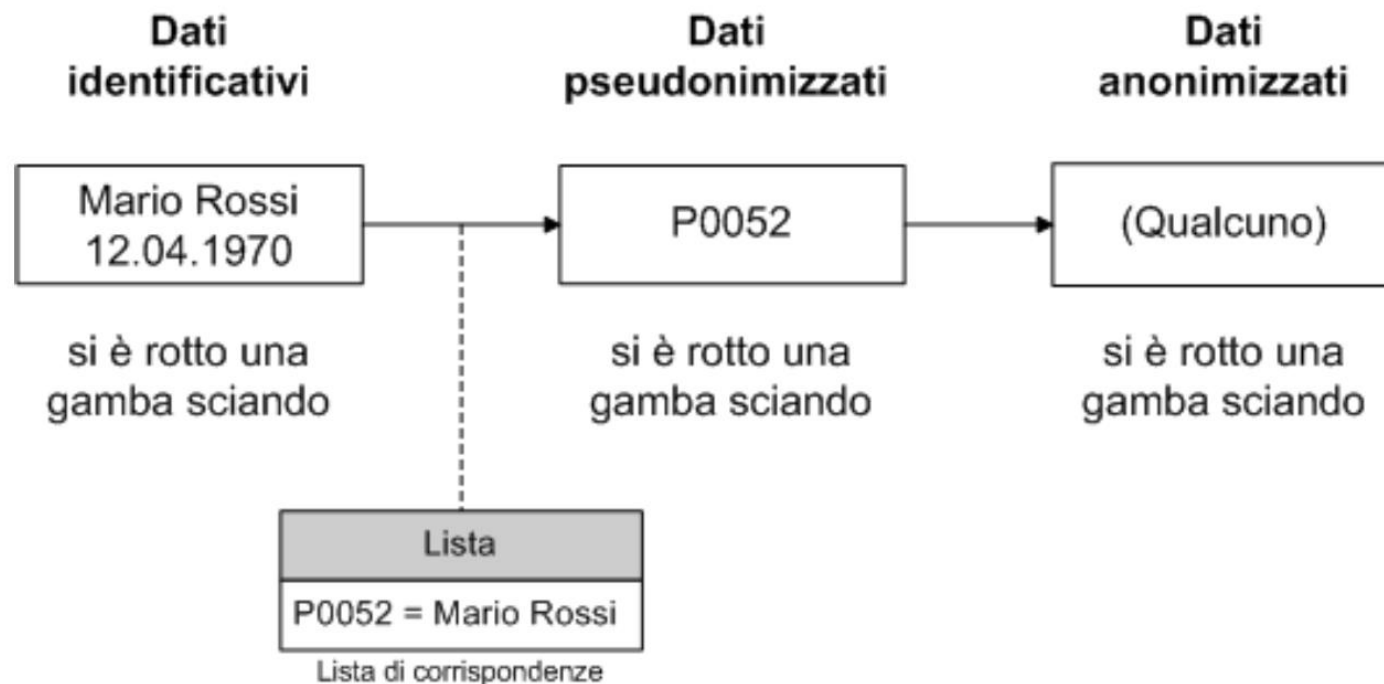 Dati
identificativi
Dati
pseudonimizzati
Dati
anonimizzati
Mario Rossi
12.04.1970
P0052
(Qualcuno)
si è rotto una
gamba sciando
si è rotto una
gamba sciando
si è rotto una
gamba sciando
Lista
P0052 = Mario Rossi
Lista di corrispondenze